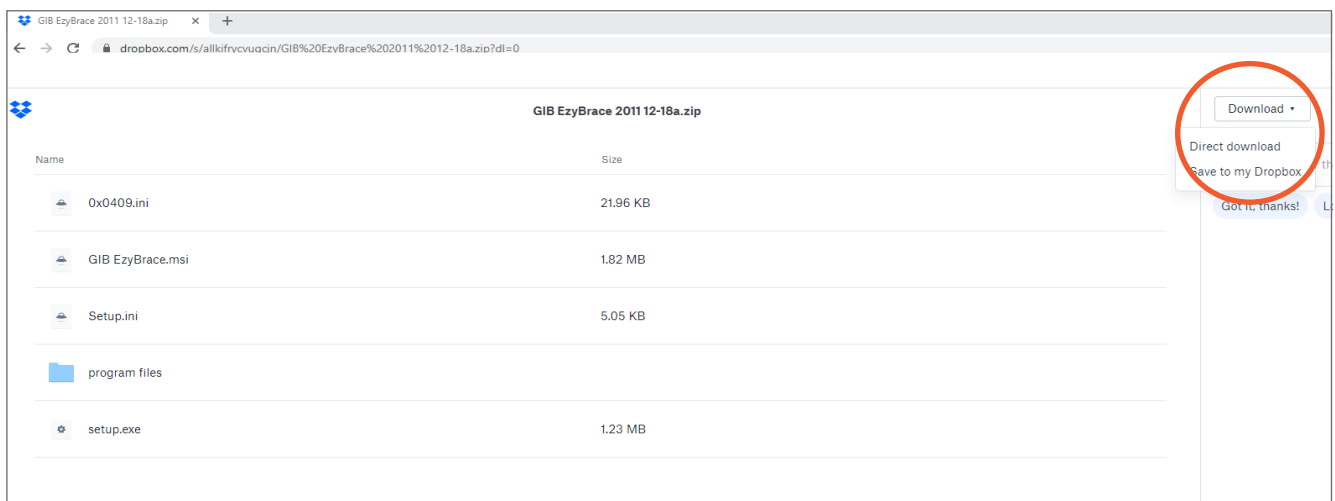 GIB EzyBrace 2011 12-18a.zip
dropbox.com/s/allkifrycvuqcjn/GIB%20EzyBrace%202011%2012-18a.zip?dl=0
GIB EzyBrace 2011 12-18a.zip
Download
Direct download
Save to my Dropbox
Got it, thanks!
Name Size
0x0409.ini 21.96 KB
GIB EzyBrace.msi 1.82 MB
Setup.ini 5.05 KB
program files
setup.exe 1.23 MB